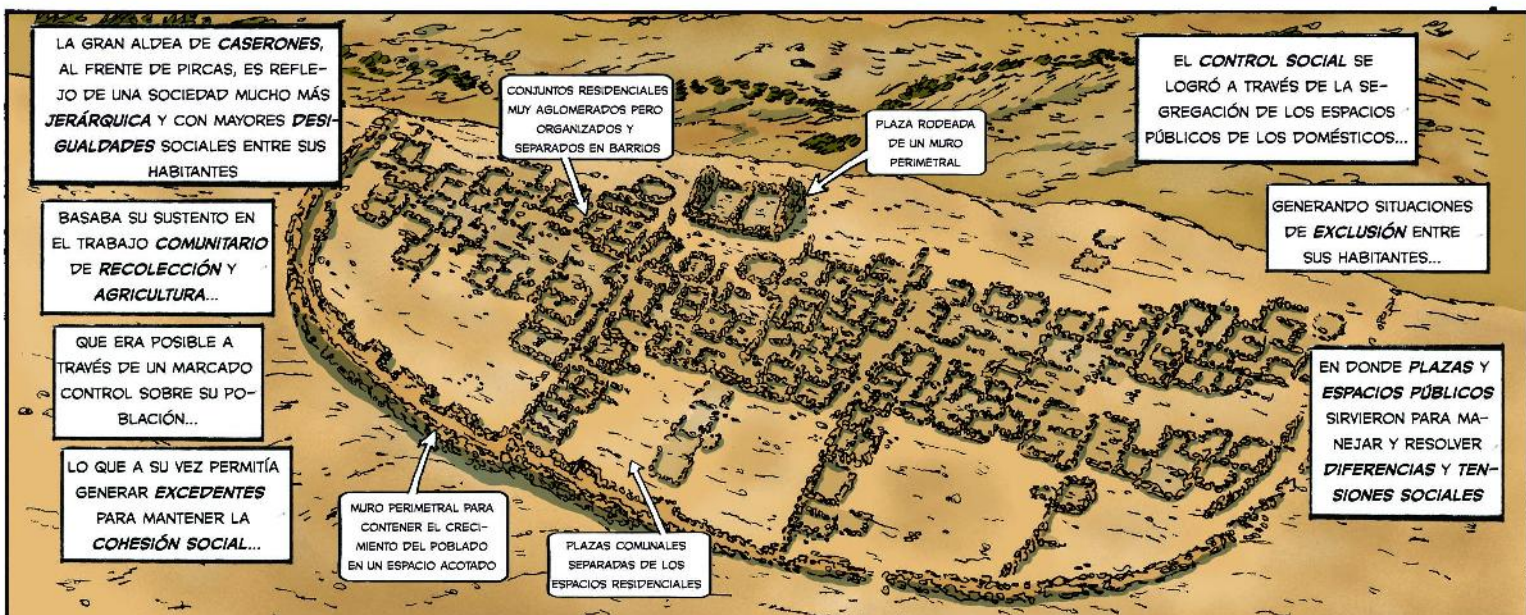 LA GRAN ALDEA DE CASERONES,
AL FRENTE DE PIRCAS, ES REFLE-
JO DE UNA SOCIEDAD MUCHO MÁS
JERÁRQUICA Y CON MAYORES DESI-
GUALDADES SOCIALES ENTRE SUS
HABITANTES
BASABA SU SUSTENTO EN
EL TRABAJO COMUNITARIO
DE RECOLECCIÓN Y
AGRICULTURA...
QUE ERA POSIBLE A
TRAVÉS DE UN MARCADO
CONTROL SOBRE SU PO-
BLACIÓN...
LO QUE A SU VEZ PERMITÍA
GENERAR EXCEDENTES
PARA MANTENER LA
COHESIÓN SOCIAL...
CONJUNTOS RESIDENCIALES
MUY AGLOMERADOS PERO
ORGANIZADOS Y
SEPARADOS EN BARRIOS
PLAZA RODEADA
DE UN MURO
PERIMETRAL
MURO PERIMETRAL PARA
CONTENER EL CRECI-
MIENTO DEL POBLADO
EN UN ESPACIO ACOTADO
PLAZAS COMUNALES
SEPARADAS DE LOS
ESPACIOS RESIDENCIALES
EL CONTROL SOCIAL SE
LOGRÓ A TRAVÉS DE LA SE-
GREGACIÓN DE LOS ESPACIOS
PÚBLICOS DE LOS DOMÉSTICOS...
GENERANDO SITUACIONES
DE EXCLUSIÓN ENTRE
SUS HABITANTES...
EN DONDE PLAZAS Y
ESPACIOS PÚBLICOS
SIRVIERON PARA MA-
NEJAR Y RESOLVER
DIFERENCIAS Y TEN-
SIONES SOCIALES